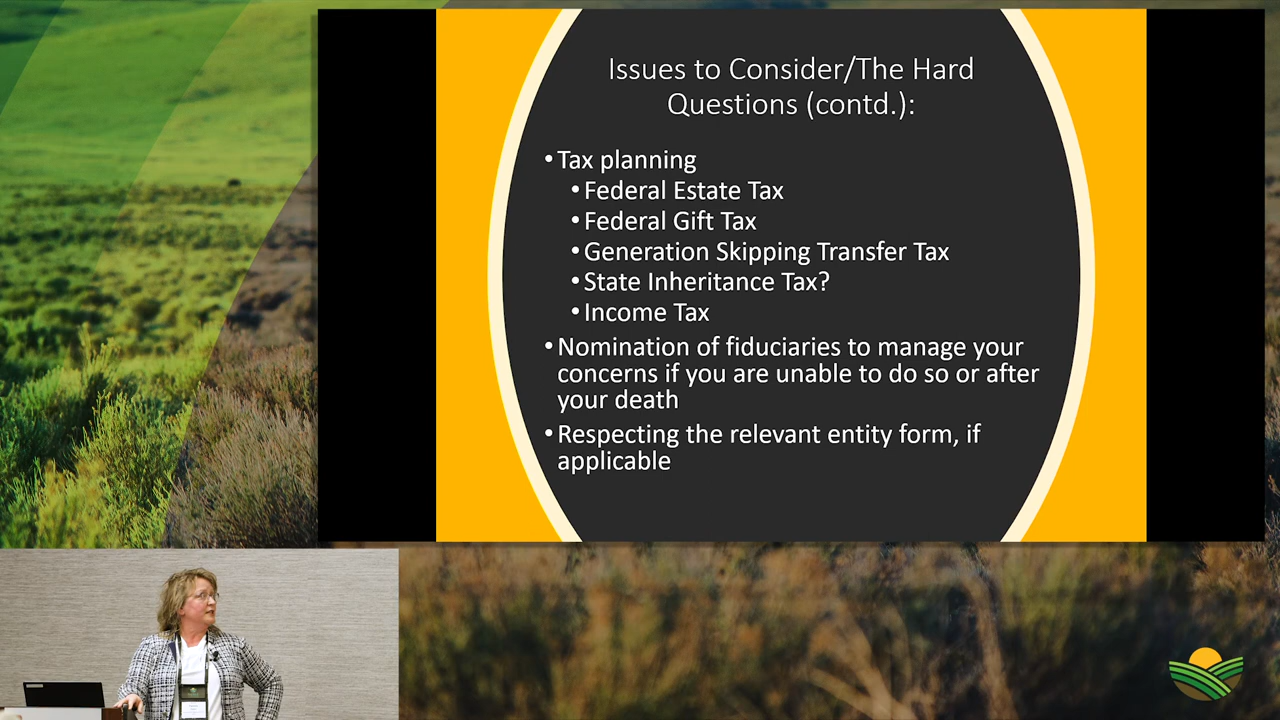 Issues to Consider/The Hard
Questions (contd.):
•Tax planning
•Federal Estate Tax
•Federal Gift Tax
•Generation Skipping Transfer Tax
•State Inheritance Tax?
•Income Tax
•Nomination of fiduciaries to manage your
concerns if you are unable to do so or after
your death
•Respecting the relevant entity form, if
applicable